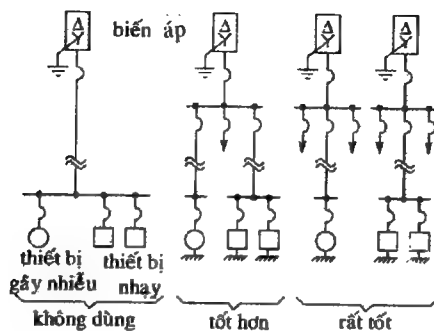 Δ
Y
biến áp
Δ
Y
Δ
Y
Δ
Y
thiết bị
gây nhiễu
thiết bị
nhạy
không dùng
tốt hơn
rất tốt